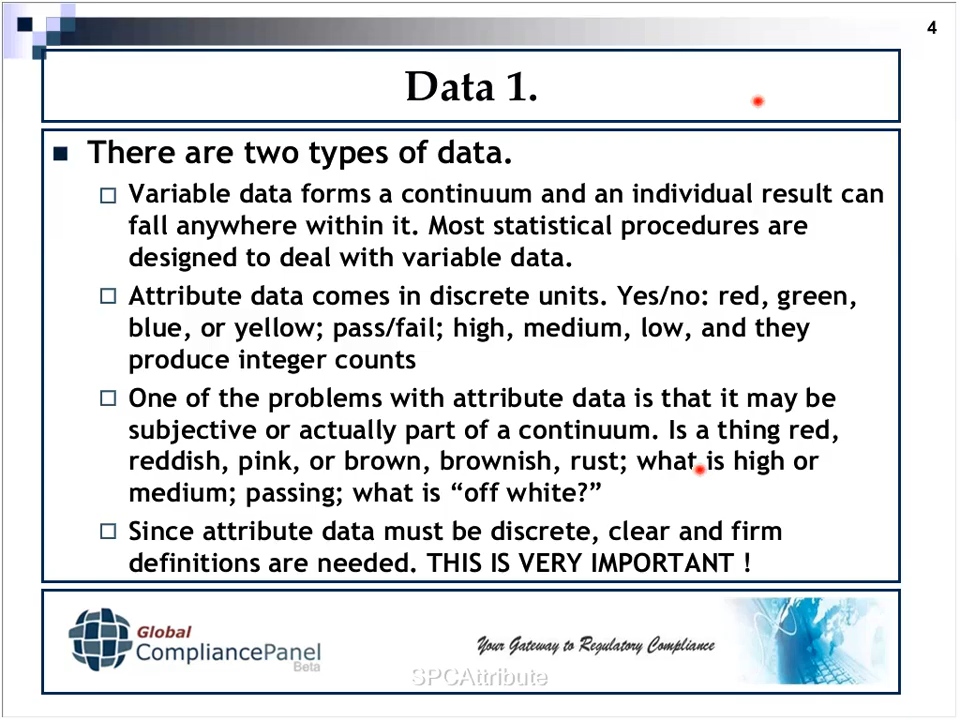 4
Data 1.
There are two types of data.
Variable data forms a continuum and an individual result can
fall anywhere within it. Most statistical procedures are
designed to deal with variable data.
Attribute data comes in discrete units. Yes/no: red, green,
blue, or yellow; pass/fail; high, medium, low, and they
produce integer counts
One of the problems with attribute data is that it may be
subjective or actually part of a continuum. Is a thing red,
reddish, pink, or brown, brownish, rust; what is high or
medium; passing; what is “off white?”
Since attribute data must be discrete, clear and firm
definitions are needed. THIS IS VERY IMPORTANT !
Global
CompliancePanel
Beta
Your Gateway to Regulatory Compliance
SPCAttribute